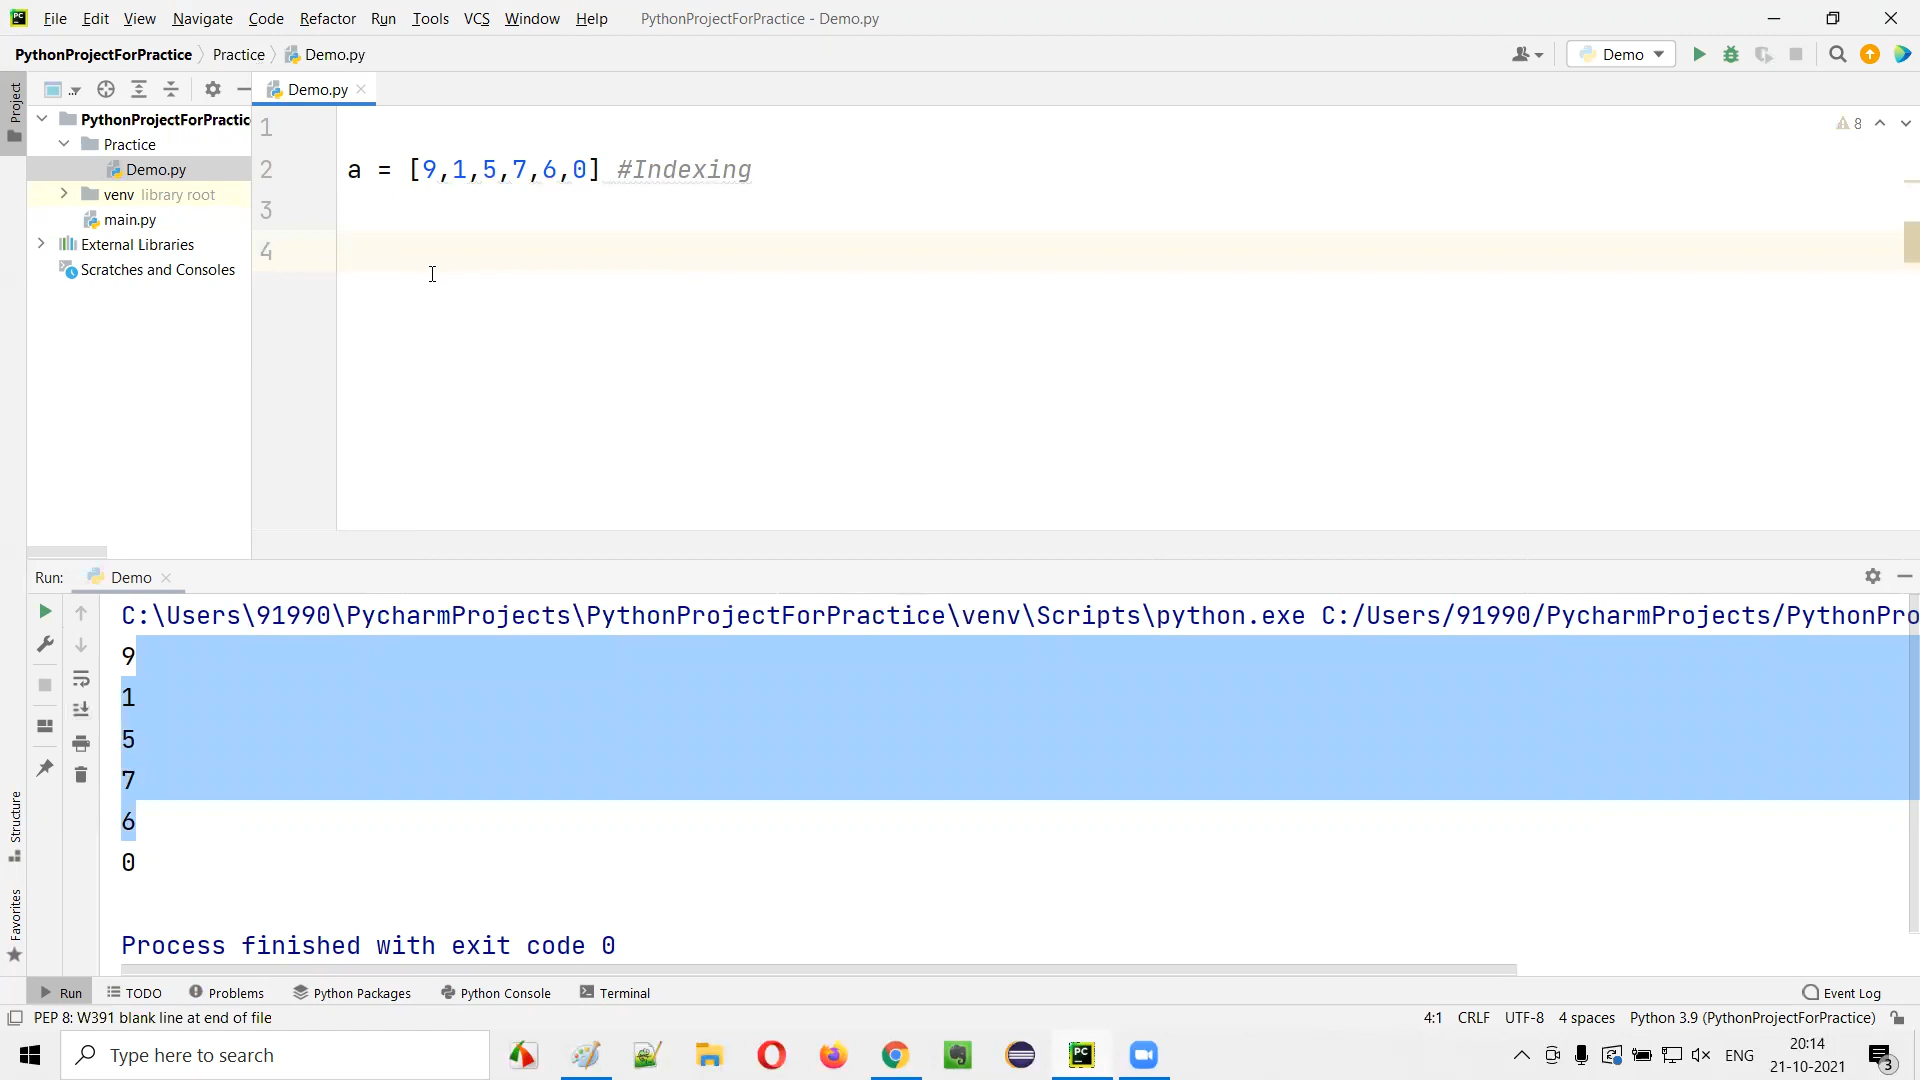 File Edit View Navigate Code Refactor Run Tools VCS Window Help PythonProjectForPractice - Demo.py
PythonProjectForPractice Practice Demo.py Demo
Project
Demo.py
PythonProjectForPractic
Practice
Demo.py
venv library root
main.py
External Libraries
Scratches and Consoles
1
2 a = [9,1,5,7,6,0] #Indexing
3
4
8
Run: Demo
C:\Users\91990\PycharmProjects\PythonProjectForPractice\venv\Scripts\python.exe C:/Users/91990/PycharmProjects/PythonPro
9
1
5
7
6
0
Process finished with exit code 0
Structure
Favorites
Run TODO Problems Python Packages Python Console Terminal Event Log
PEP 8: W391 blank line at end of file 4:1 CRLF UTF-8 4 spaces Python 3.9 (PythonProjectForPractice)
Type here to search ENG 20:14
21-10-2021 3